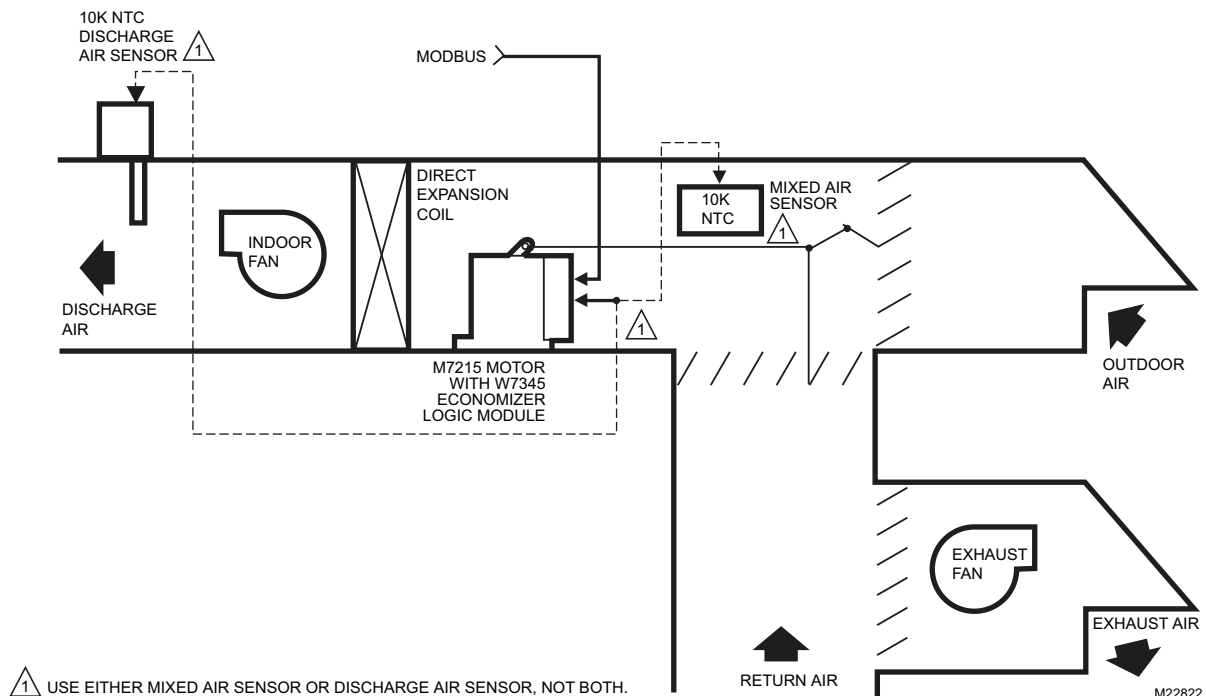 10K NTC
DISCHARGE
AIR SENSOR 1
MODBUS
DIRECT
EXPANSION
COIL
10K
NTC
MIXED AIR
SENSOR
1
INDOOR
FAN
DISCHARGE
AIR
1
M7215 MOTOR
WITH W7345
ECONOMIZER
LOGIC MODULE
OUTDOOR
AIR
EXHAUST
FAN
EXHAUST AIR
RETURN AIR
1 USE EITHER MIXED AIR SENSOR OR DISCHARGE AIR SENSOR, NOT BOTH.
M22822